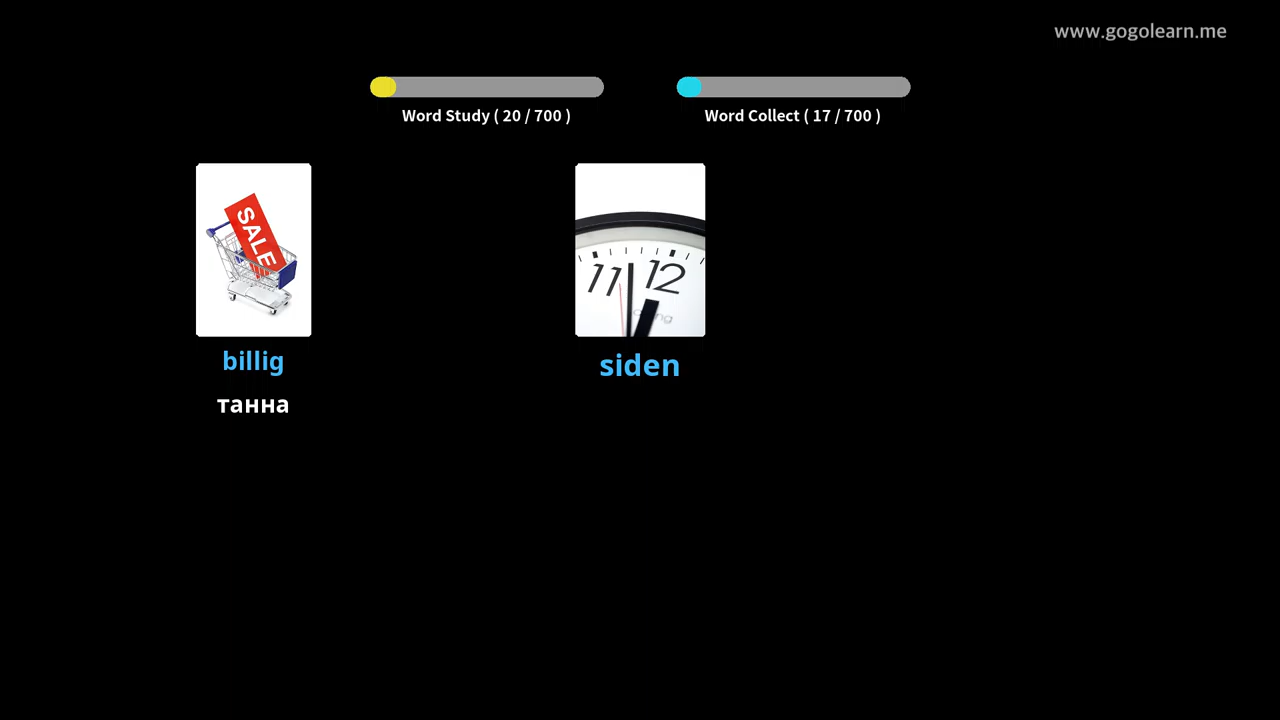 www.gogolearn.me
Word Study ( 20 / 700 )
Word Collect ( 17 / 700 )
SALE
11 12
billig
siden
танна